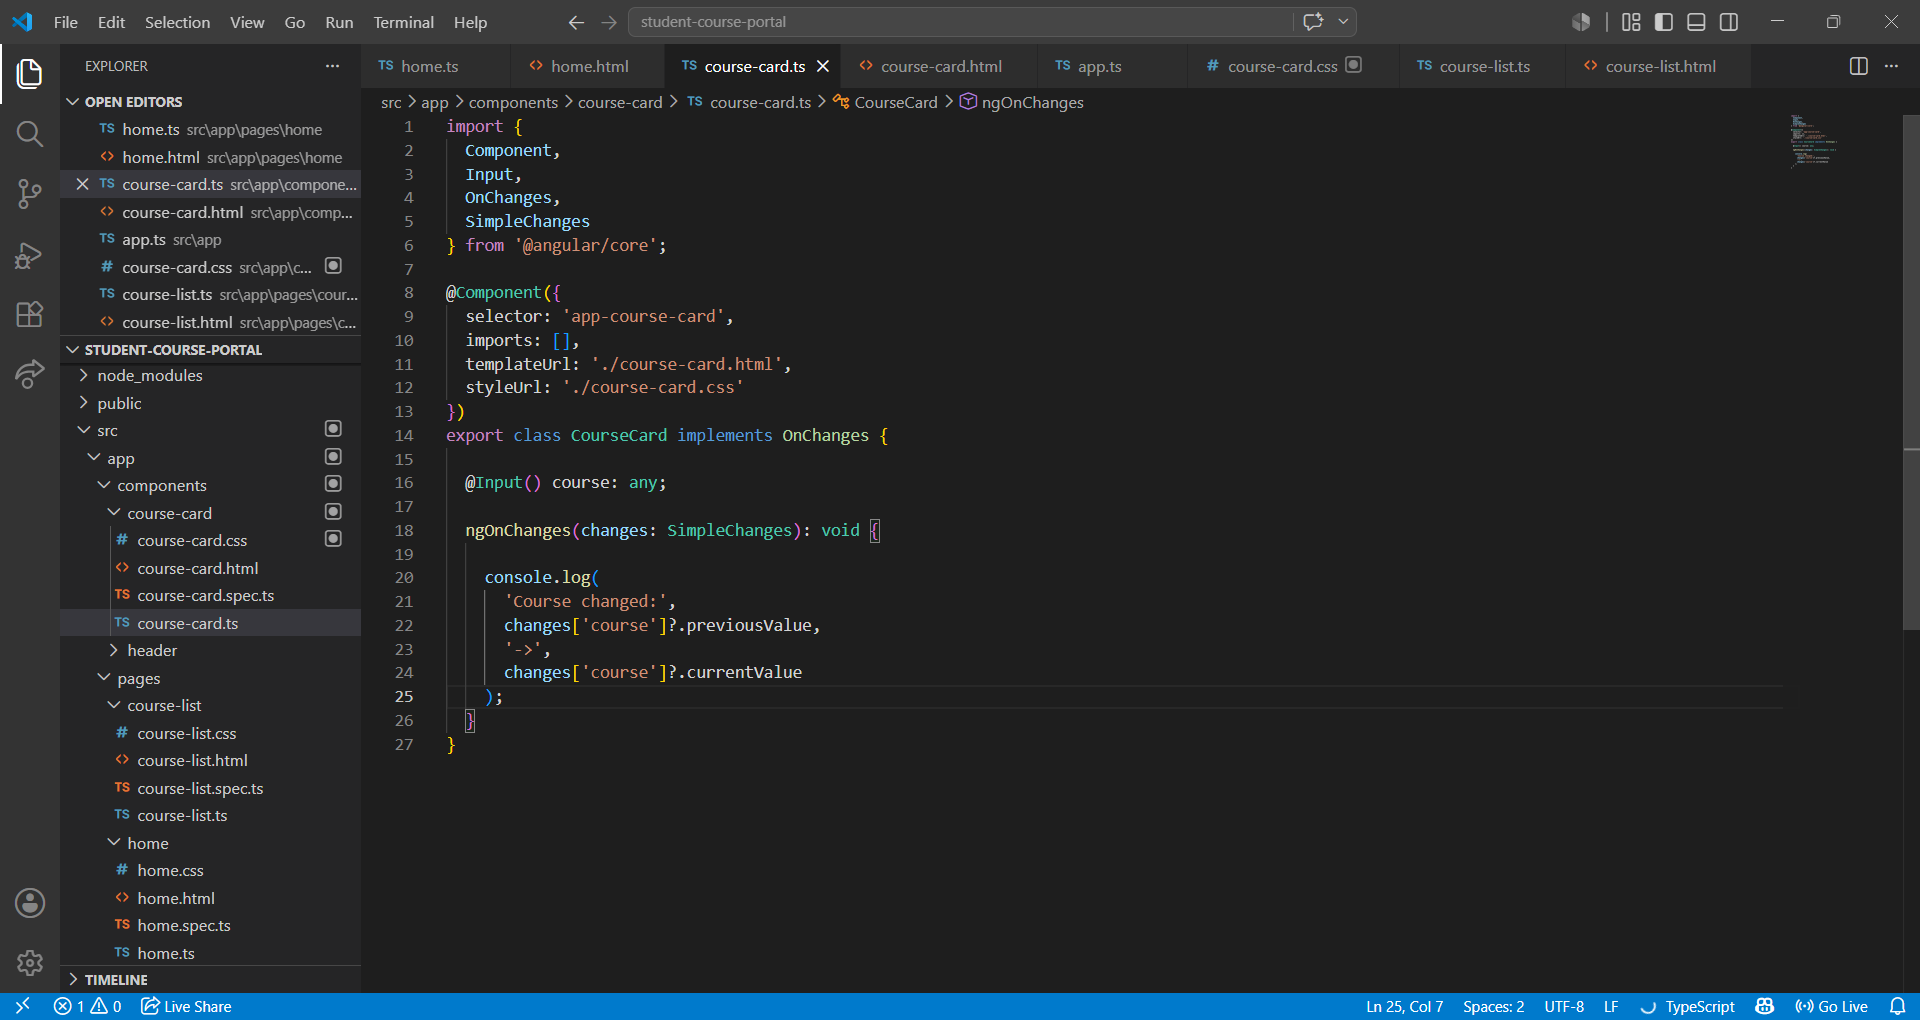 File Edit Selection View Go Run Terminal Help
student-course-portal
EXPLORER
OPEN EDITORS
TS home.ts src\app\pages\home
<> home.html src\app\pages\home
TS course-card.ts src\app\compone...
<> course-card.html src\app\comp...
TS app.ts src\app
# course-card.css src\app\c...
TS course-list.ts src\app\pages\cour...
<> course-list.html src\app\pages\c...
STUDENT-COURSE-PORTAL
node_modules
public
src
app
components
course-card
# course-card.css
<> course-card.html
TS course-card.spec.ts
TS course-card.ts
header
pages
course-list
# course-list.css
<> course-list.html
TS course-list.spec.ts
TS course-list.ts
home
# home.css
<> home.html
TS home.spec.ts
TS home.ts
TIMELINE
TS home.ts
<> home.html
TS course-card.ts
<> course-card.html
TS app.ts
# course-card.css
TS course-list.ts
<> course-list.html
src > app > components > course-card > TS course-card.ts > CourseCard > ngOnChanges
1 import {
2 Component,
3 Input,
4 OnChanges,
5 SimpleChanges
6 } from '@angular/core';
7
8 @Component({
9 selector: 'app-course-card',
10 imports: [],
11 templateUrl: './course-card.html',
12 styleUrl: './course-card.css'
13 })
14 export class CourseCard implements OnChanges {
15
16 @Input() course: any;
17
18 ngOnChanges(changes: SimpleChanges): void {
19
20 console.log(
21 'Course changed:',
22 changes['course']?.previousValue,
23 '->',
24 changes['course']?.currentValue
25 );
26 }
27 }
1 0 Live Share
Ln 25, Col 7 Spaces: 2 UTF-8 LF TypeScript Go Live